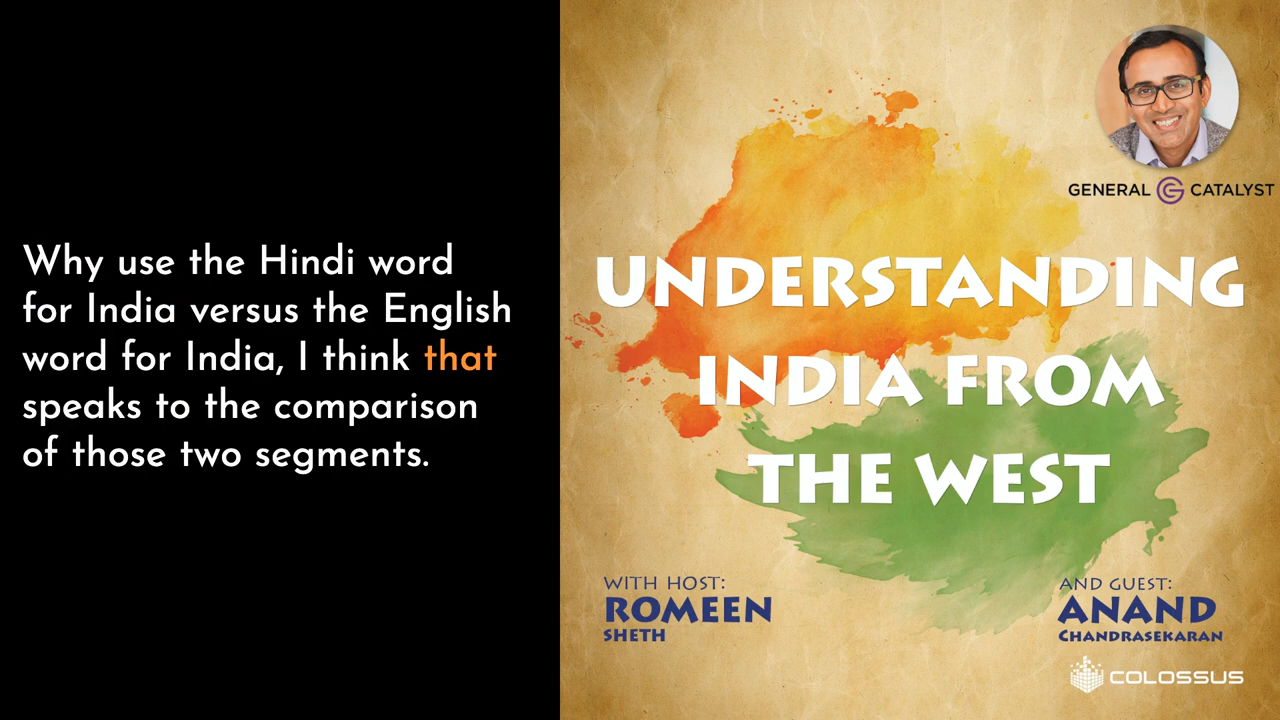 Why use the Hindi word
for India versus the English
word for India, I think that
speaks to the comparison
of those two segments.
GENERAL CATALYST
UNDERSTANDING
INDIA FROM
THE WEST
WITH HOST:
ROMEEN
SHETH
AND GUEST:
ANAND
CHANDRASEKARAN
COLOSSUS